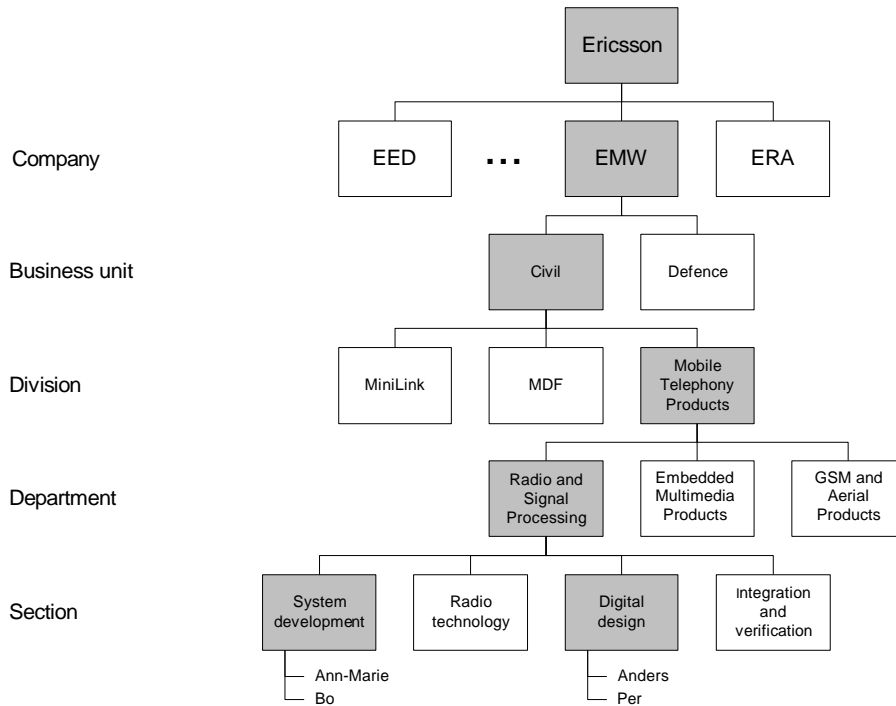 Ericsson
Company
EED
...
EMW
ERA
Business unit
Civil
Defence
Division
MiniLink
MDF
Mobile
Telephony
Products
Department
Radio and
Signal
Processing
Embedded
Multimedia
Products
GSM and
Aerial
Products
Section
System
development
Radio
technology
Digital
design
Integration
and
verification
Ann-Marie
Bo
Anders
Per